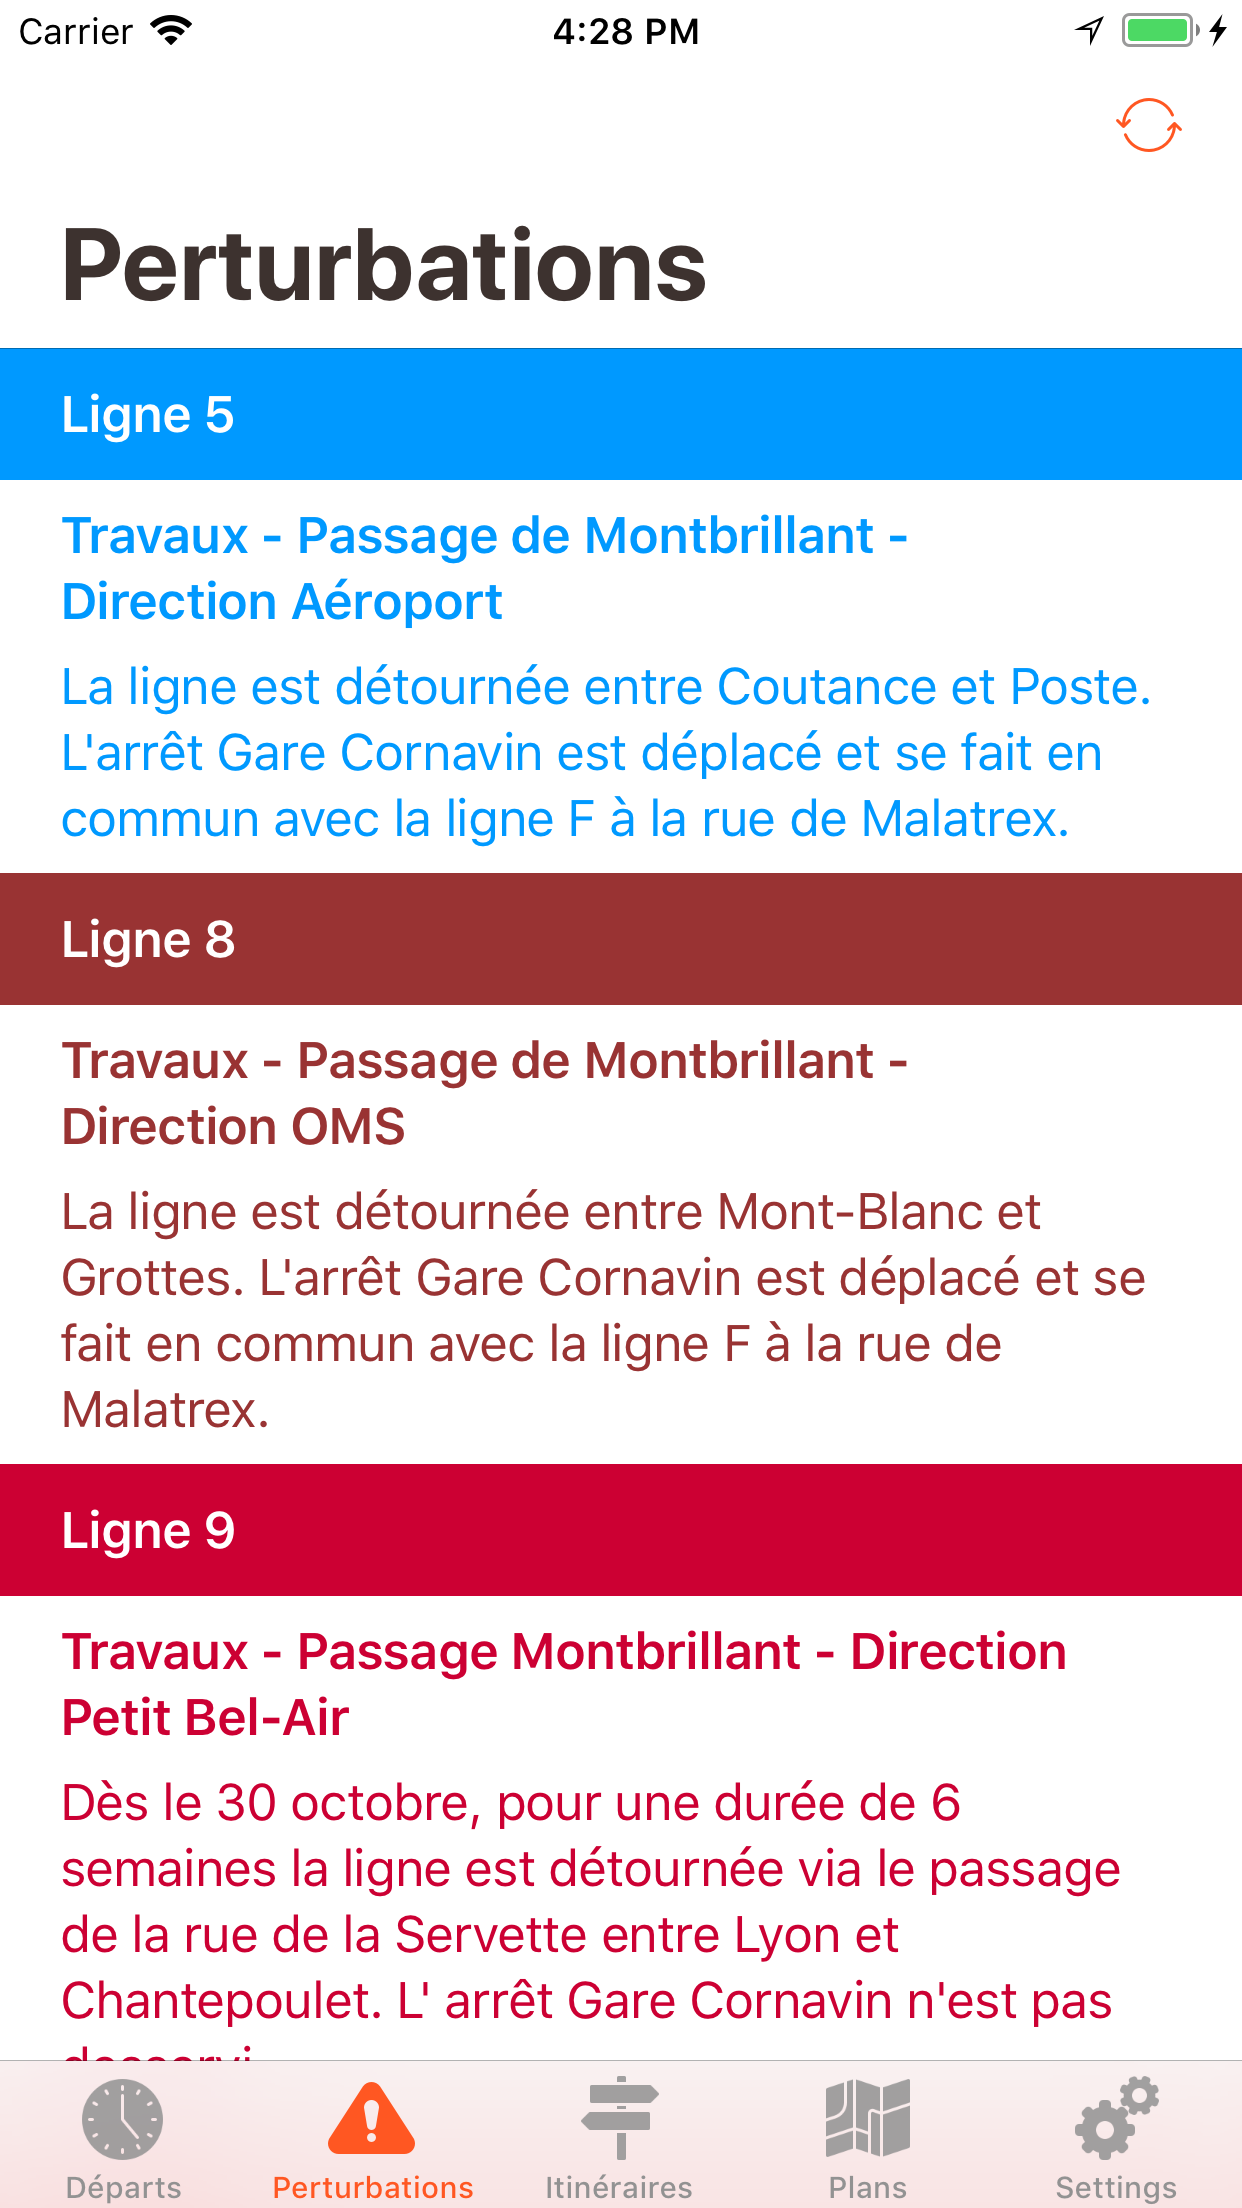 Carrier 4:28 PM
Perturbations
Ligne 5
Travaux - Passage de Montbrillant -
Direction Aéroport
La ligne est détournée entre Coutance et Poste.
L'arrêt Gare Cornavin est déplacé et se fait en
commun avec la ligne F à la rue de Malatrex.
Ligne 8
Travaux - Passage de Montbrillant -
Direction OMS
La ligne est détournée entre Mont-Blanc et
Grottes. L'arrêt Gare Cornavin est déplacé et se
fait en commun avec la ligne F à la rue de
Malatrex.
Ligne 9
Travaux - Passage Montbrillant - Direction
Petit Bel-Air
Dès le 30 octobre, pour une durée de 6
semaines la ligne est détournée via le passage
de la rue de la Servette entre Lyon et
Chantepoulet. L' arrêt Gare Cornavin n'est pas
Départs Perturbations Itinéraires Plans Settings